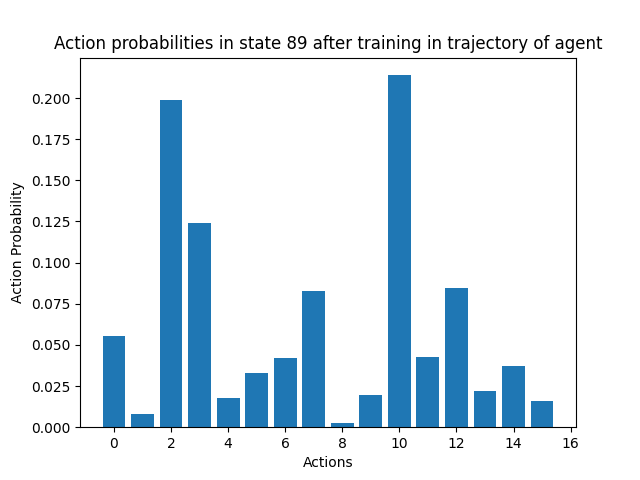 Action probabilities in state 89 after training in trajectory of agent
0.200
0.175
0.150
0.125
0.100
0.075
0.050
0.025
0.000
Action Probability
0 2 4 6 8 10 12 14 16
Actions